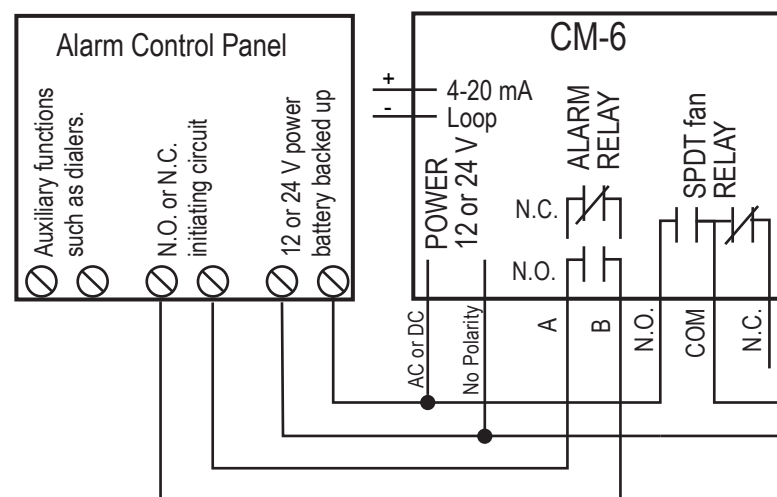 Alarm Control Panel
Auxiliary functions
such as dialers.
N.O. or N.C.
initiating circuit
12 or 24 V power
battery backed up
CM-6
+
-
4-20 mA
Loop
POWER
12 or 24 V
ALARM
RELAY
N.C.
N.O.
SPDT fan
RELAY
AC or DC
No Polarity
A
B
N.O.
COM
N.C.